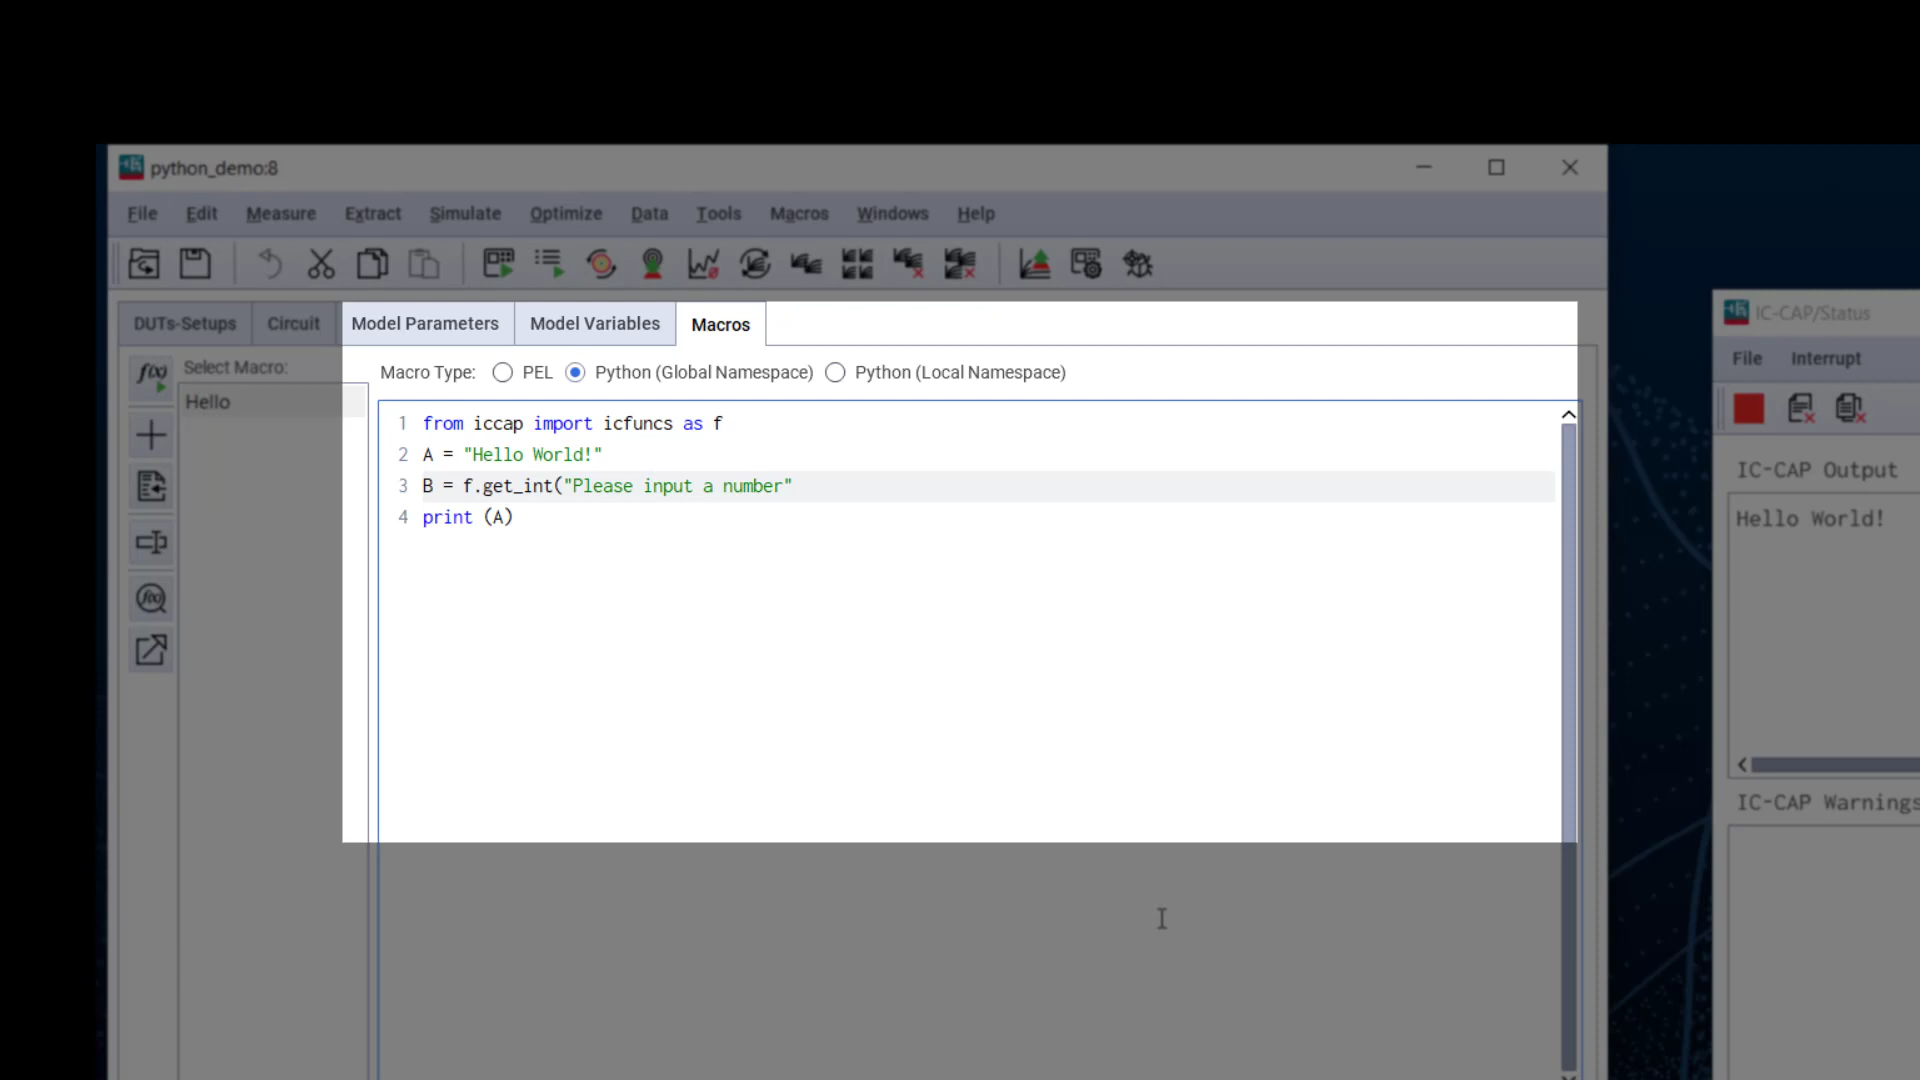 python_demo:8
File Edit Measure Extract Simulate Optimize Data Tools Macros Windows Help
DUTs-Setups Circuit Model Parameters Model Variables Macros
Select Macro:
Hello
Macro Type: PEL Python (Global Namespace) Python (Local Namespace)
1 from iccap import icfuncs as f
2 A = "Hello World!"
3 B = f.get_int("Please input a number"
4 print (A)
IC-CAP/Status
File Interrupt
IC-CAP Output
Hello World!
IC-CAP Warnings